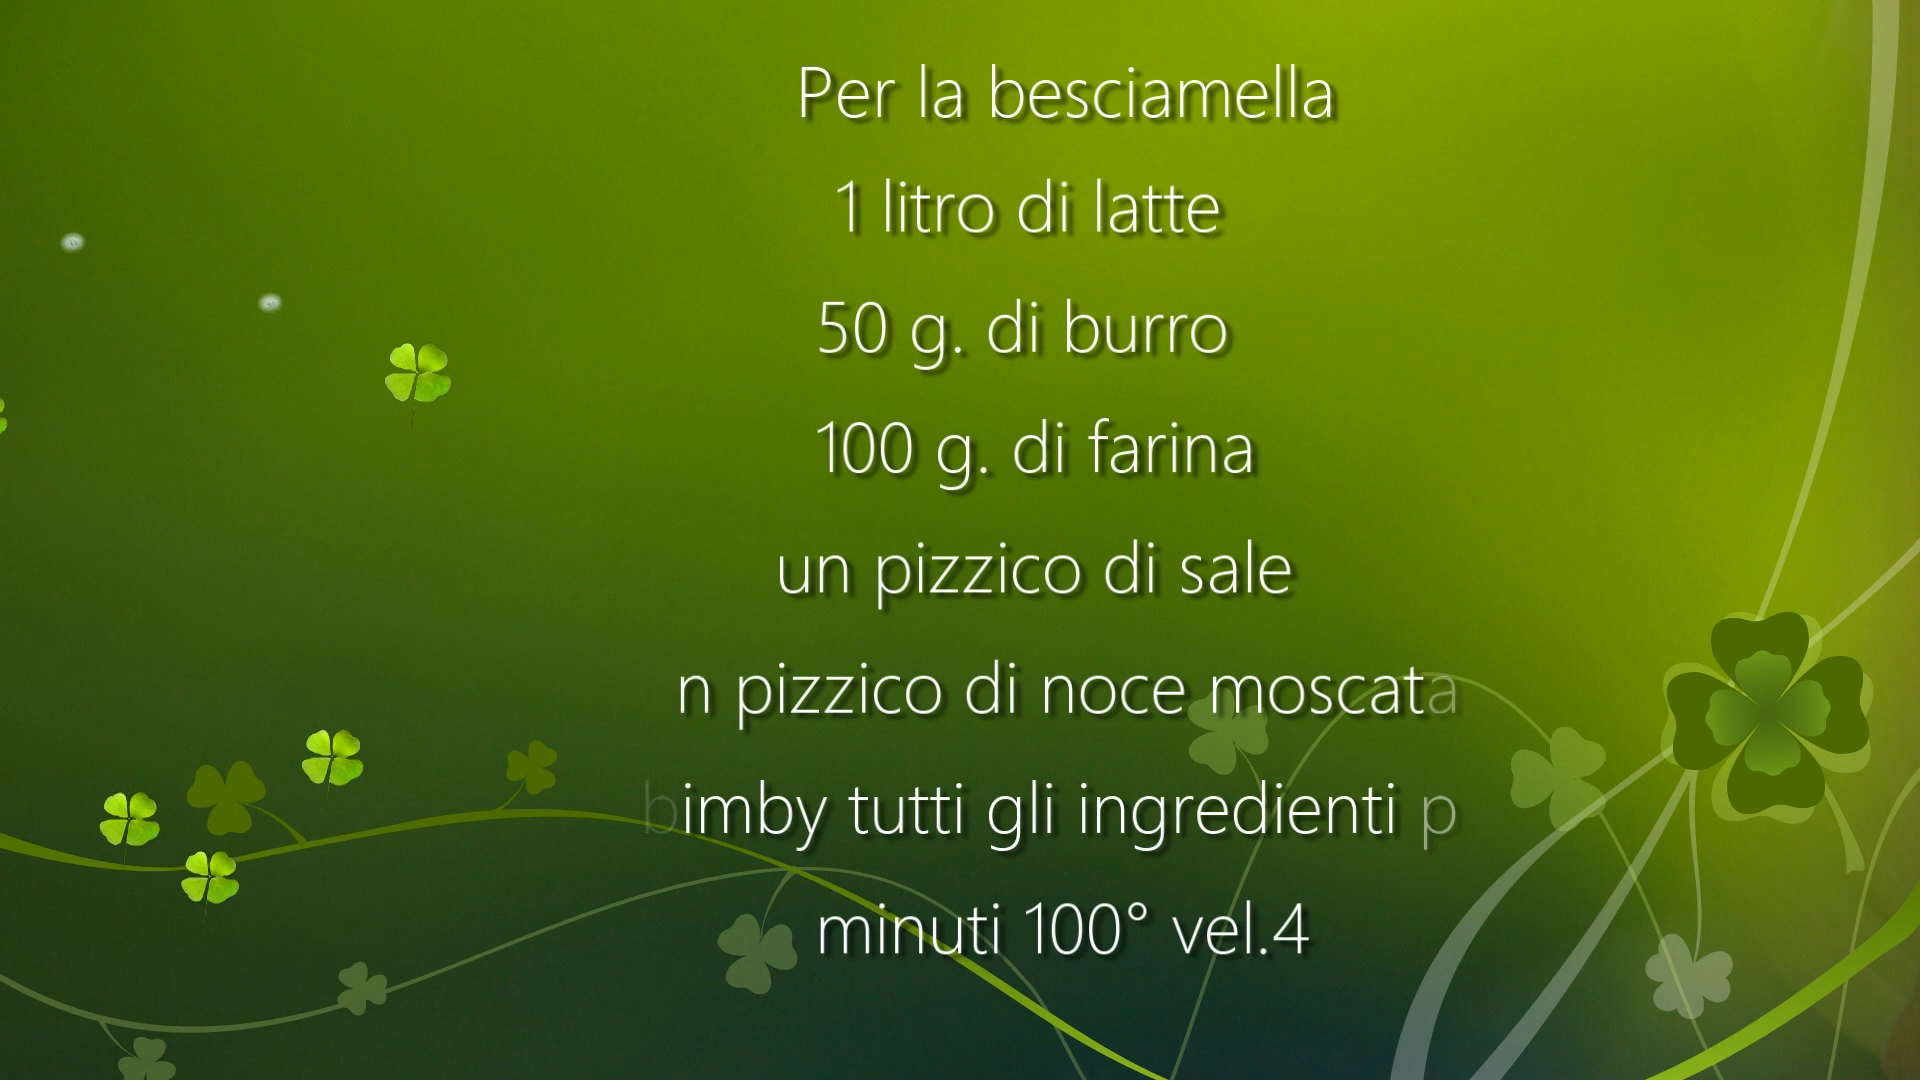 Per la besciamella
1 litro di latte
50 g. di burro
100 g. di farina
un pizzico di sale
n pizzico di noce moscata
bimby tutti gli ingredienti p
minuti 100° vel.4